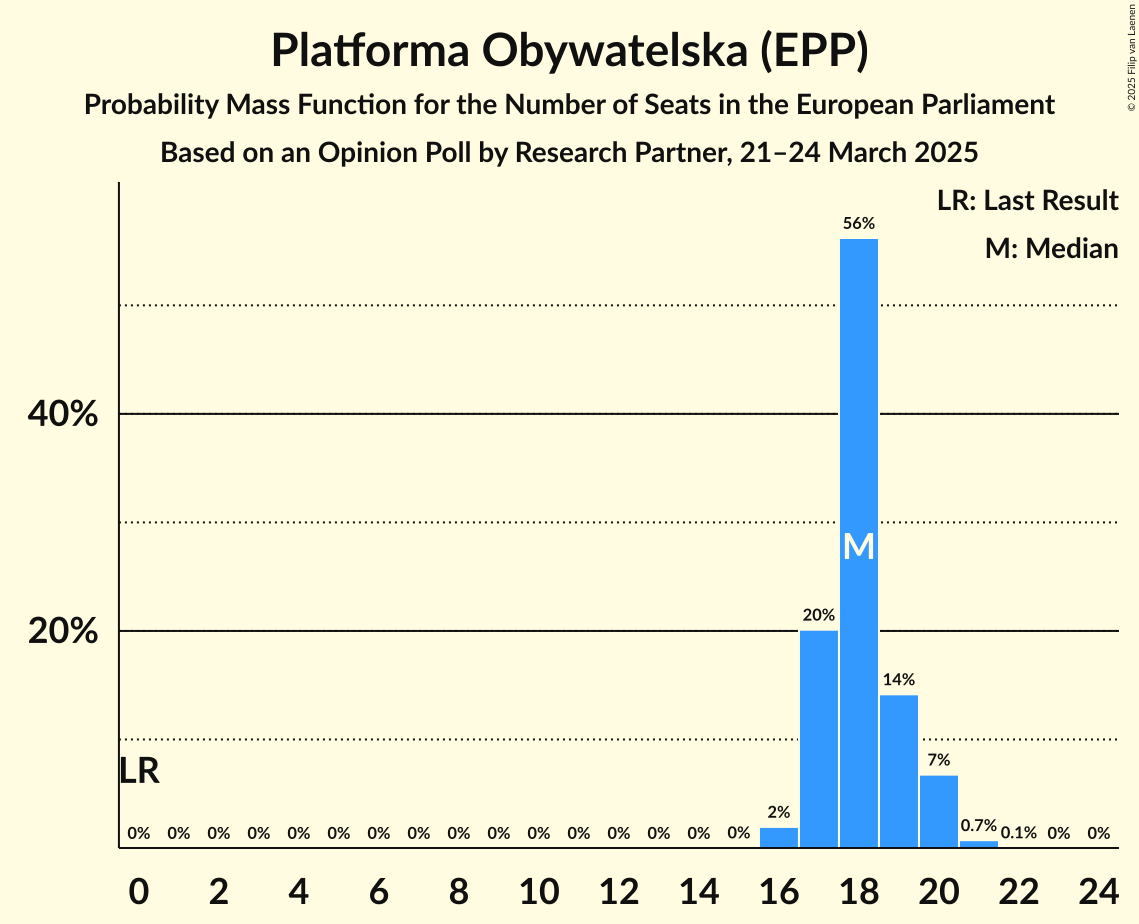 Platforma Obywatelska (EPP)
Probability Mass Function for the Number of Seats in the European Parliament
Based on an Opinion Poll by Research Partner, 21–24 March 2025
© 2025 Filip van Laenen
LR: Last Result
M: Median
56%
40%
M
20%
20%
14%
7%
LR
2%
0% 0% 0% 0% 0% 0% 0% 0% 0% 0% 0% 0% 0% 0% 0% 0% 0.7% 0.1% 0% 0%
0 2 4 6 8 10 12 14 16 18 20 22 24